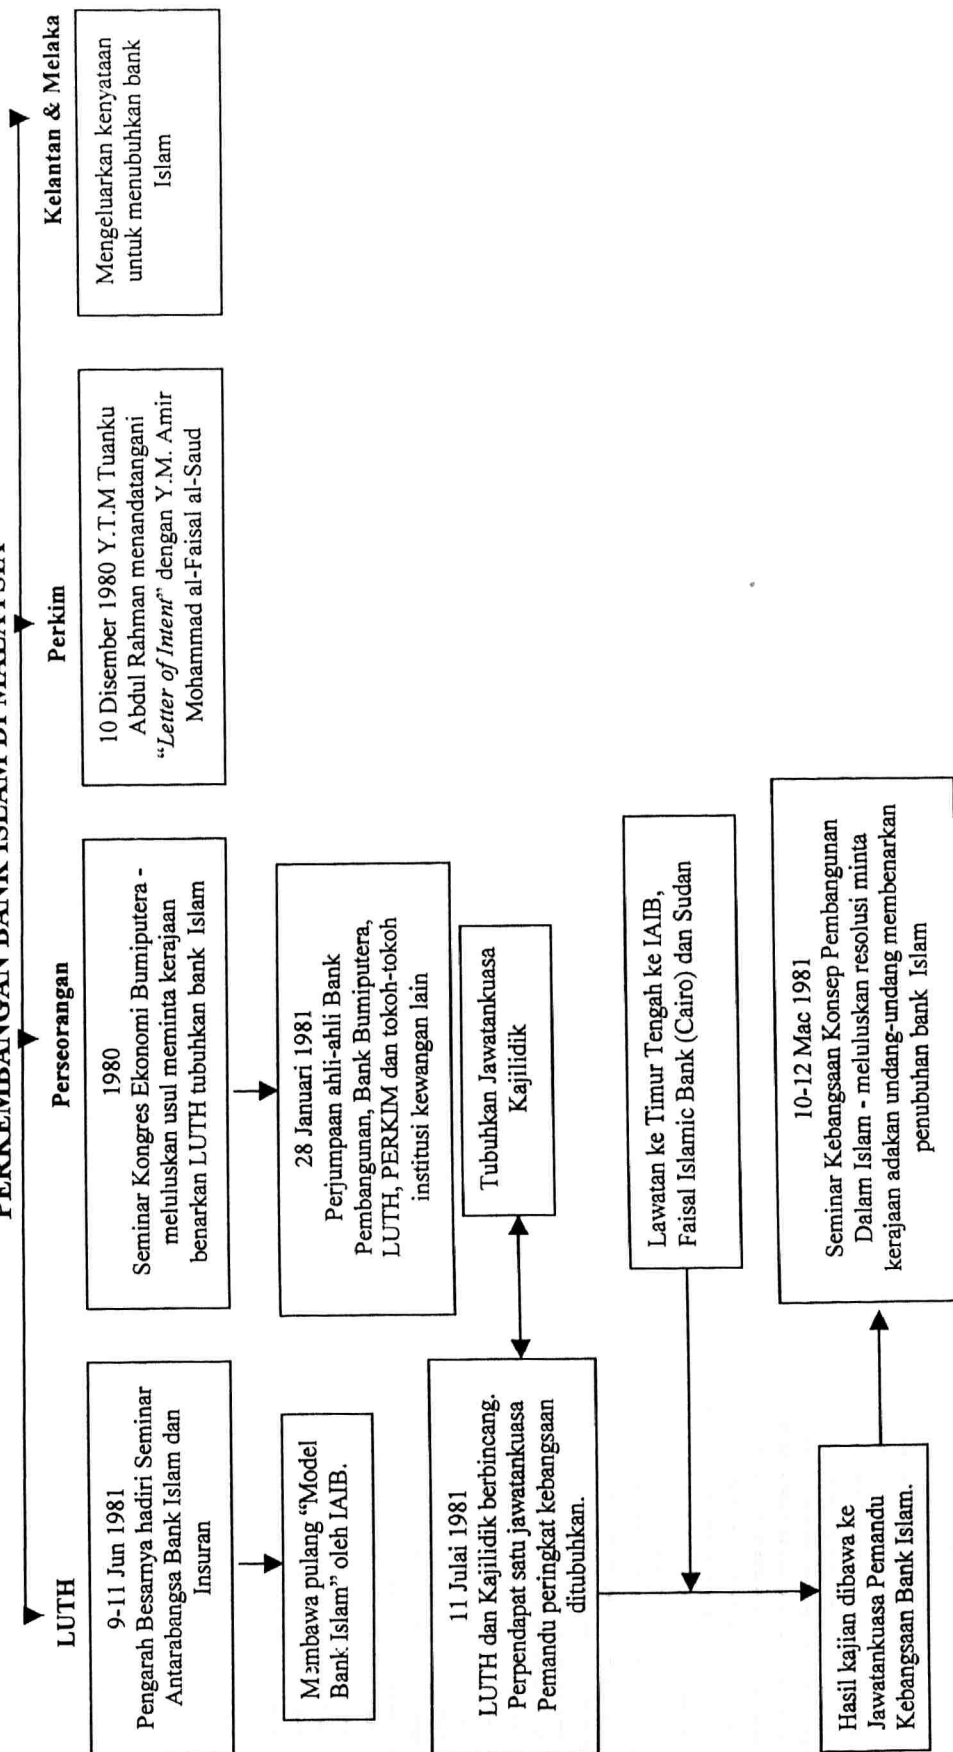 PERKEMBANGAN BANK ISLAM DI MALAYSIA
LUTH
9-11 Jun 1981
Pengarah Besarnya hadiri Seminar
Antarabangsa Bank Islam dan
Insuran
Membawa pulang “Model
Bank Islam” oleh IAIB.
11 Julai 1981
LUTH dan Kajilidik berbincang.
Perpendapat satu jawatankuasa
Pemandu peringkat kebangsaan
ditubuhkan.
Hasil kajian dibawa ke
Jawatankuasa Pemandu
Kebangsaan Bank Islam.
Perseorangan
1980
Seminar Kongres Ekonomi Bumiputera -
meluluskan usul meminta kerajaan
benarkan LUTH tubuhkan bank Islam
28 Januari 1981
Perjumpaan ahli-ahli Bank
Pembangunan, Bank Bumiputera,
LUTH, PERKIM dan tokoh-tokoh
institusi kewangan lain
Tubuhkan Jawatankuasa
Kajilidik
Lawatan ke Timur Tengah ke IAIB,
Faisal Islamic Bank (Cairo) dan Sudan
10-12 Mac 1981
Seminar Kebangsaan Konsep Pembangunan
Dalam Islam - meluluskan resolusi minta
kerajaan adakan undang-undang membenarkan
penubuhan bank Islam
Perkim
10 Disember 1980 Y.T.M Tuanku
Abdul Rahman menandatangani
“Letter of Intent” dengan Y.M. Amir
Mohammad al-Faisal al-Saud
Kelantan & Melaka
Mengeluarkan kenyataan
untuk menubuhkan bank
Islam